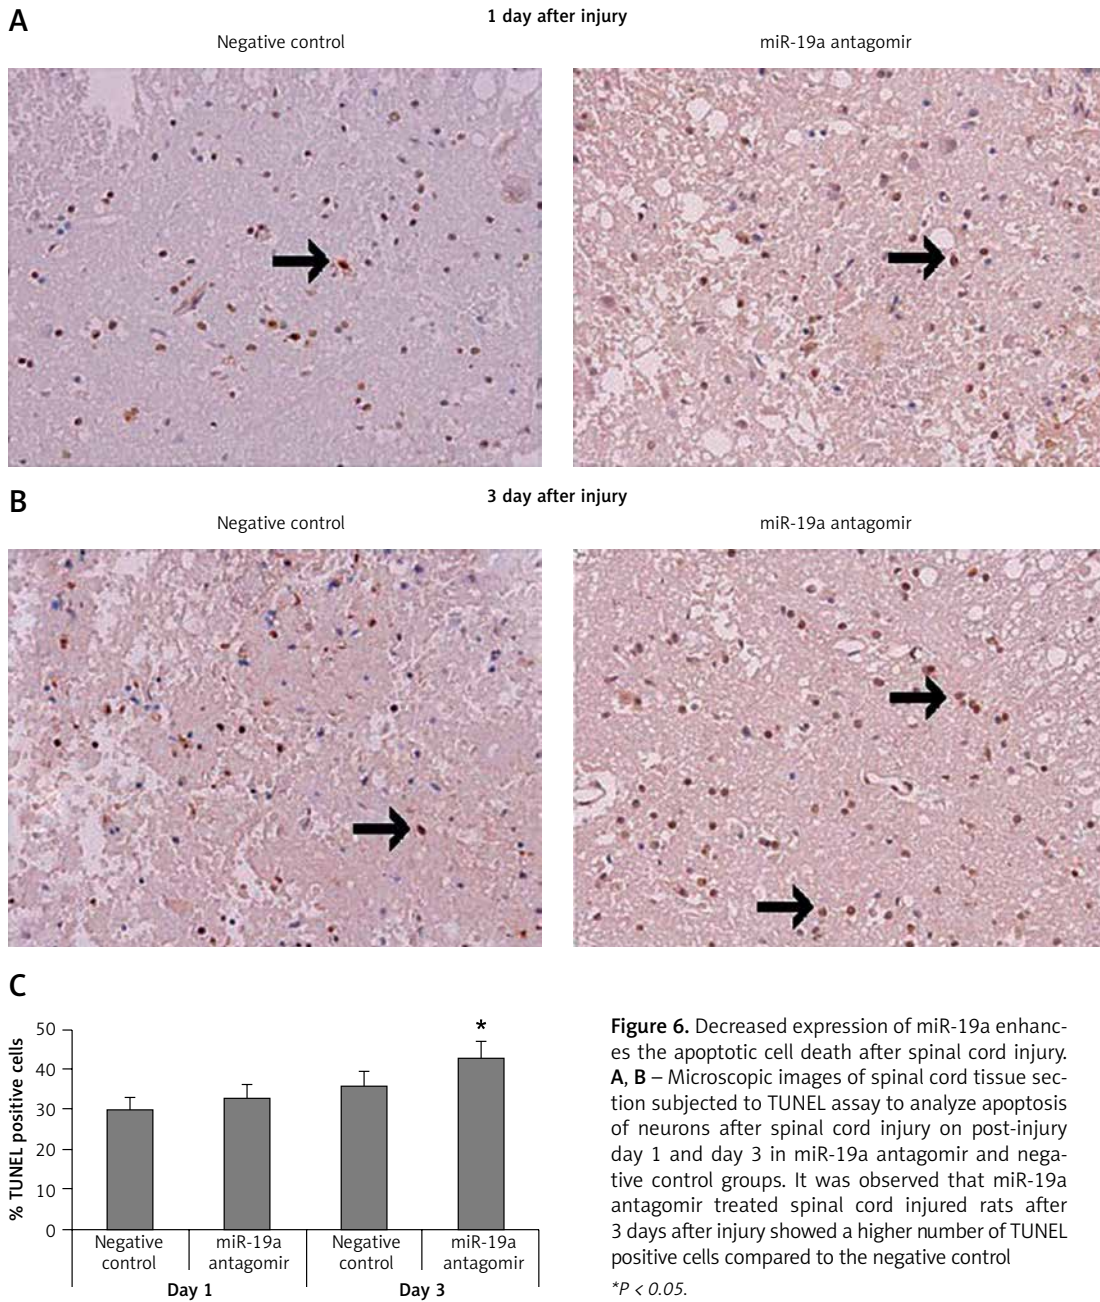 A
1 day after injury
Negative control
miR-19a antagomir
B
3 day after injury
Negative control
miR-19a antagomir
C
% TUNEL positive cells
50
40
30
20
10
0
*
Negative control
miR-19a antagomir
Negative control
miR-19a antagomir
Day 1
Day 3
Figure 6. Decreased expression of miR-19a enhanc-
es the apoptotic cell death after spinal cord injury.
A, B – Microscopic images of spinal cord tissue sec-
tion subjected to TUNEL assay to analyze apoptosis
of neurons after spinal cord injury on post-injury
day 1 and day 3 in miR-19a antagomir and nega-
tive control groups. It was observed that miR-19a
antagomir treated spinal cord injured rats after
3 days after injury showed a higher number of TUNEL
positive cells compared to the negative control
*P < 0.05.